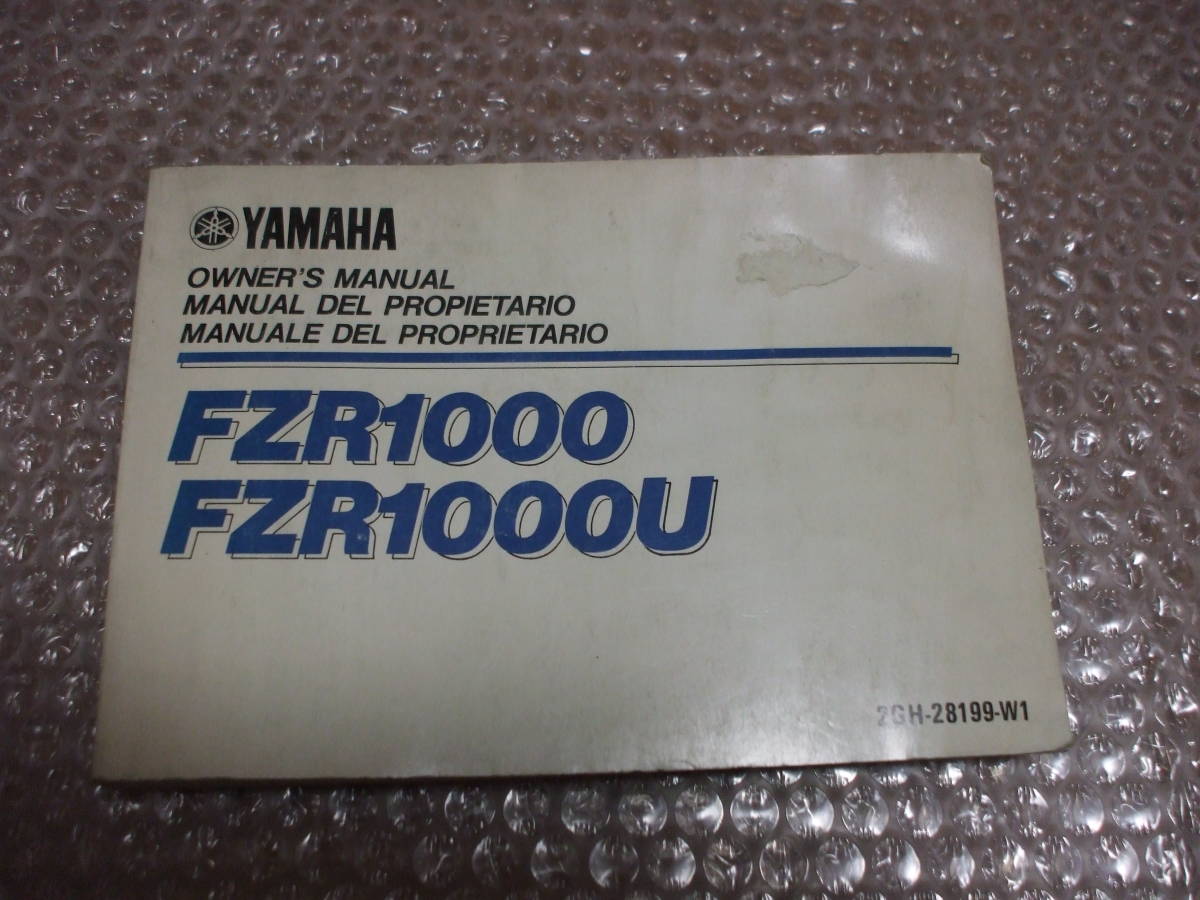 YAMAHA
OWNER'S MANUAL
MANUAL DEL PROPIETARIO
MANUALE DEL PROPRIETARIO
FZR1000
FZR1000U
2GH-28199-W1